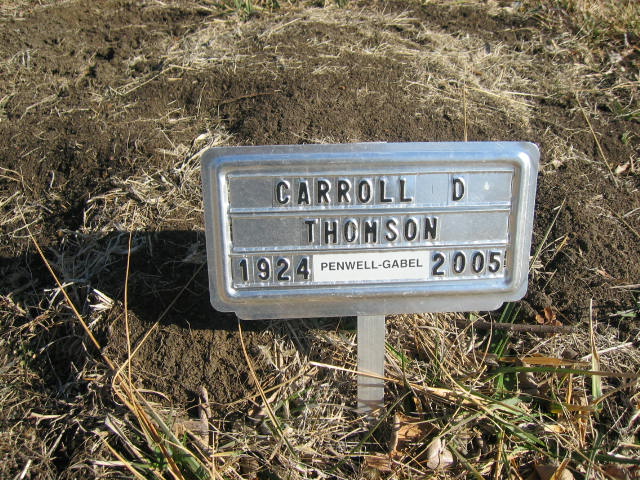 CARROLL D
THOMSON
1924 PENWELL-GABEL 2005